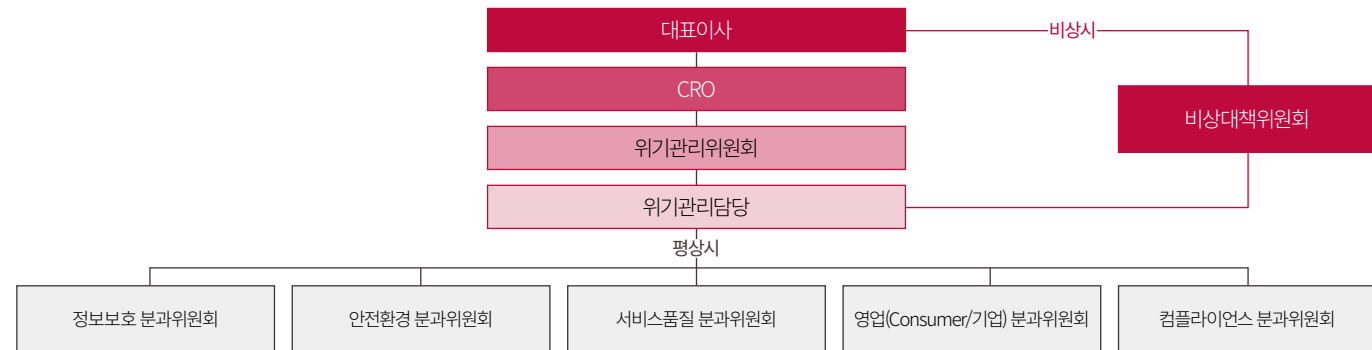 대표이사
비상시
CRO
비상대책위원회
위기관리위원회
위기관리담당
평상시
정보보호 분과위원회
안전환경 분과위원회
서비스품질 분과위원회
영업(Consumer/기업) 분과위원회
컴플라이언스 분과위원회